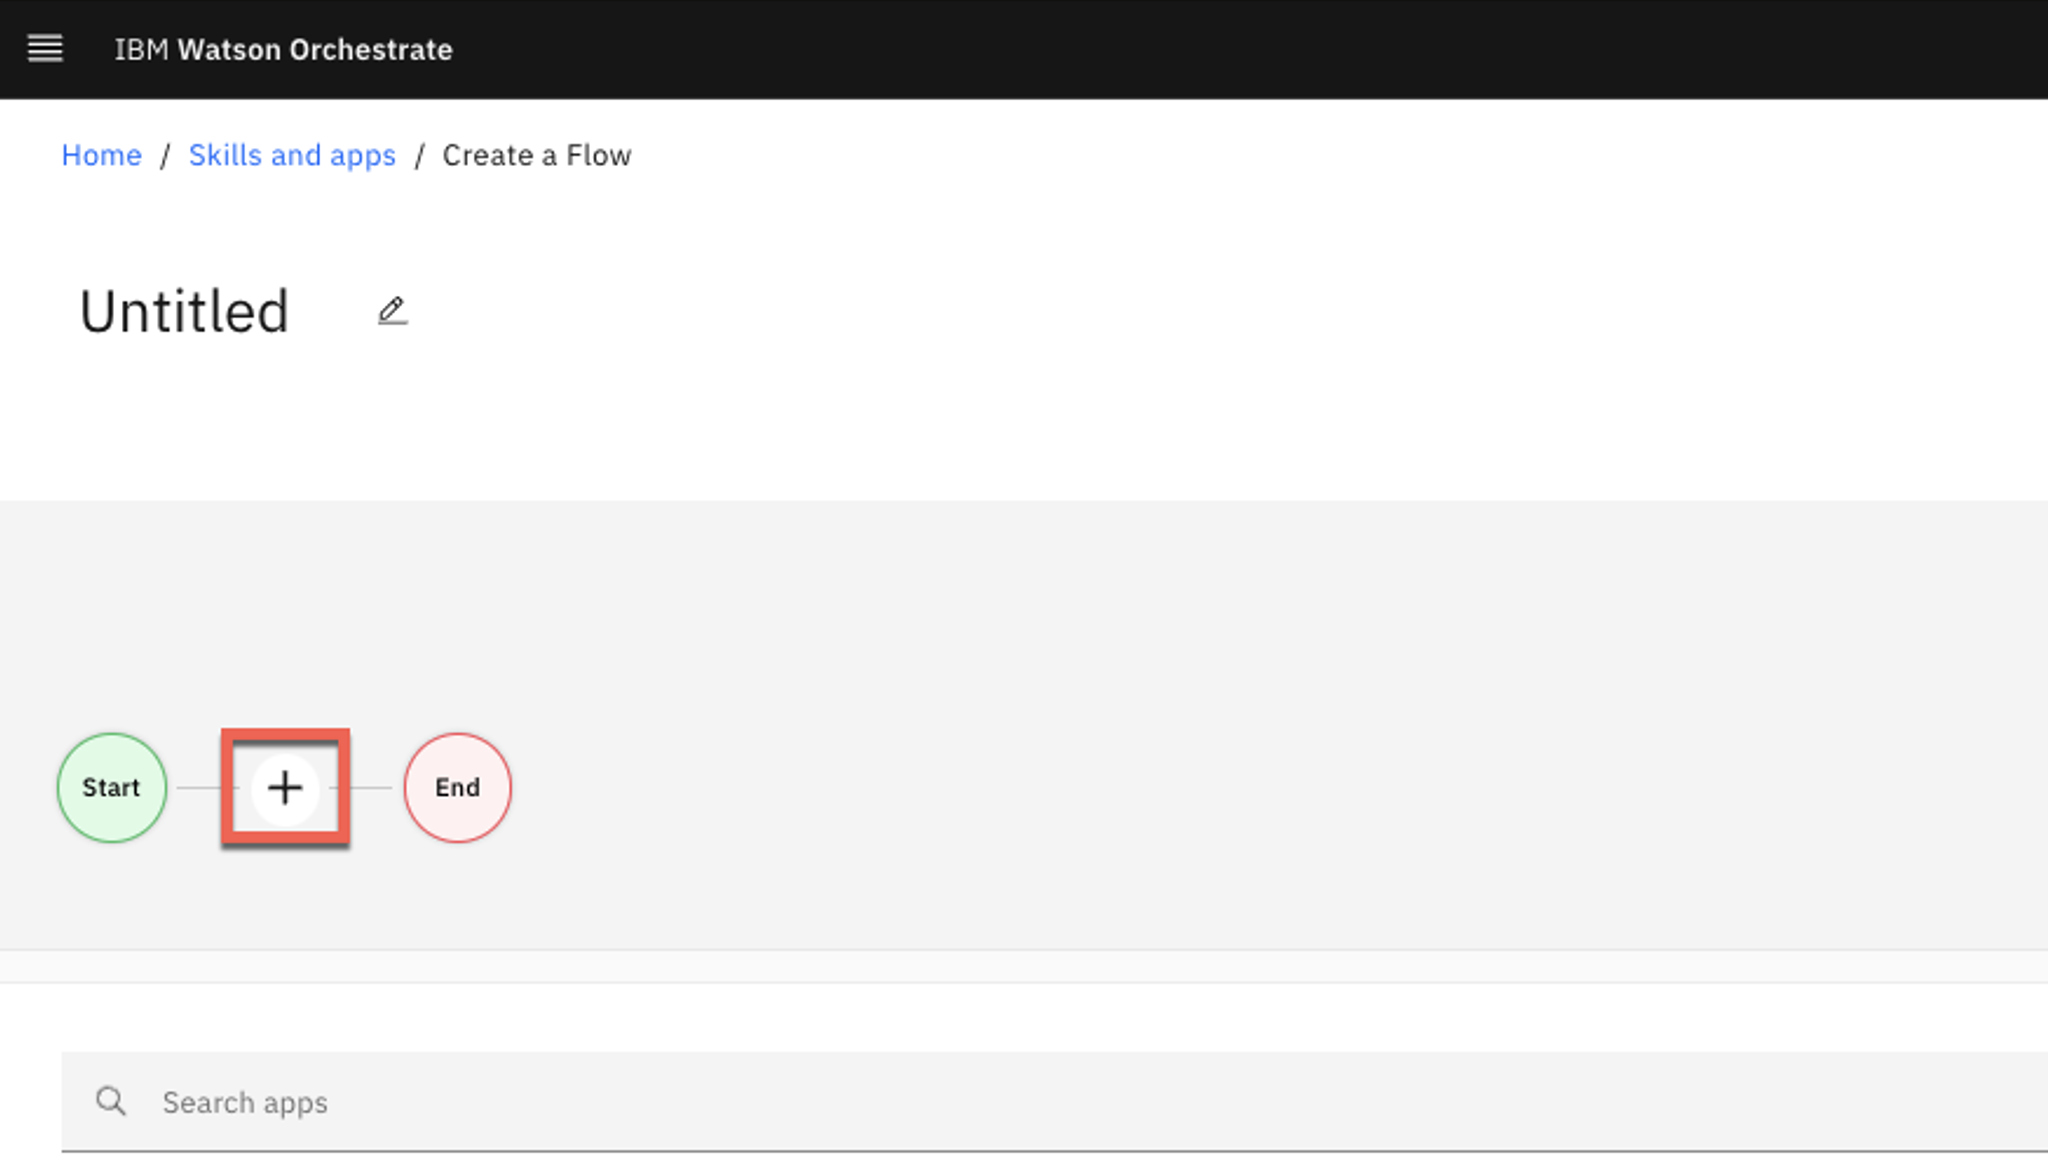 IBM Watson Orchestrate
Home / Skills and apps / Create a Flow
Untitled
Start
End
Search apps